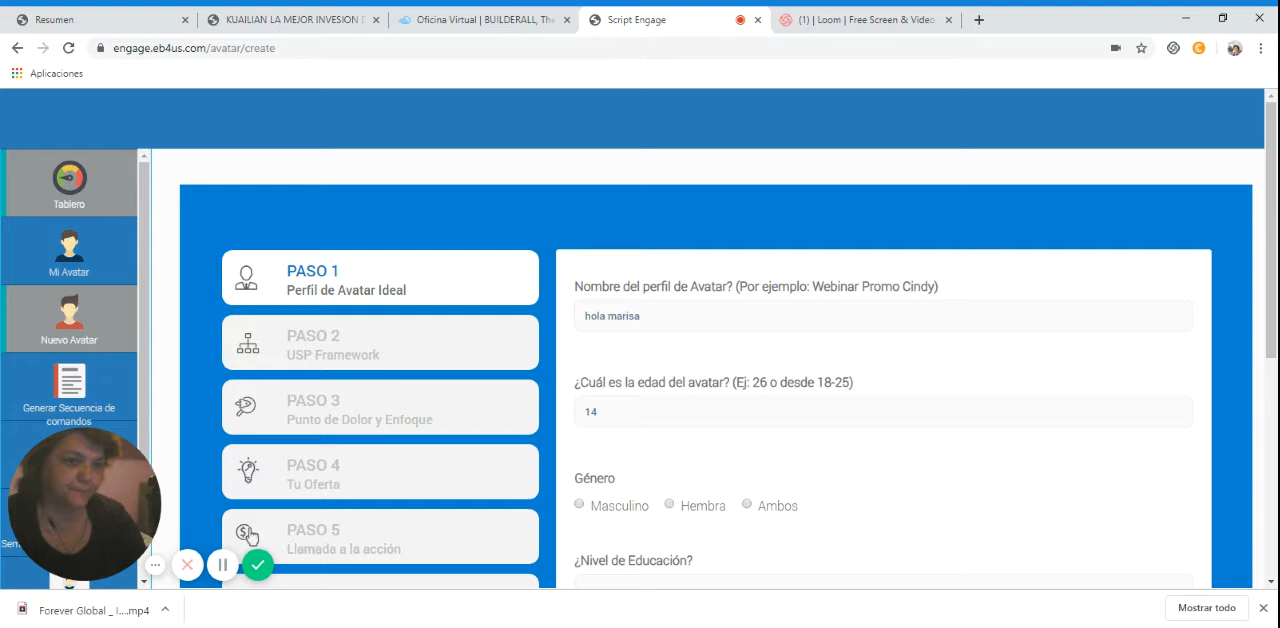 Resumen
KUAILIAN LA MEJOR INVESION
Oficina Virtual | BUILDERALL, The
Script Engage
(1) | Loom | Free Screen & Video
engage.eb4us.com/avatar/create
Aplicaciones
Tablero
Mi Avatar
Nuevo Avatar
Generar Secuencia de
comandos
PASO 1
Perfil de Avatar Ideal
PASO 2
USP Framework
PASO 3
Punto de Dolor y Enfoque
PASO 4
Tu Oferta
PASO 5
Llamada a la acción
Nombre del perfil de Avatar? (Por ejemplo: Webinar Promo Cindy)
hola marisa
¿Cuál es la edad del avatar? (Ej: 26 o desde 18-25)
14
Género
Masculino Hembra Ambos
¿Nivel de Educación?
Forever Global _ I....mp4
Mostrar todo